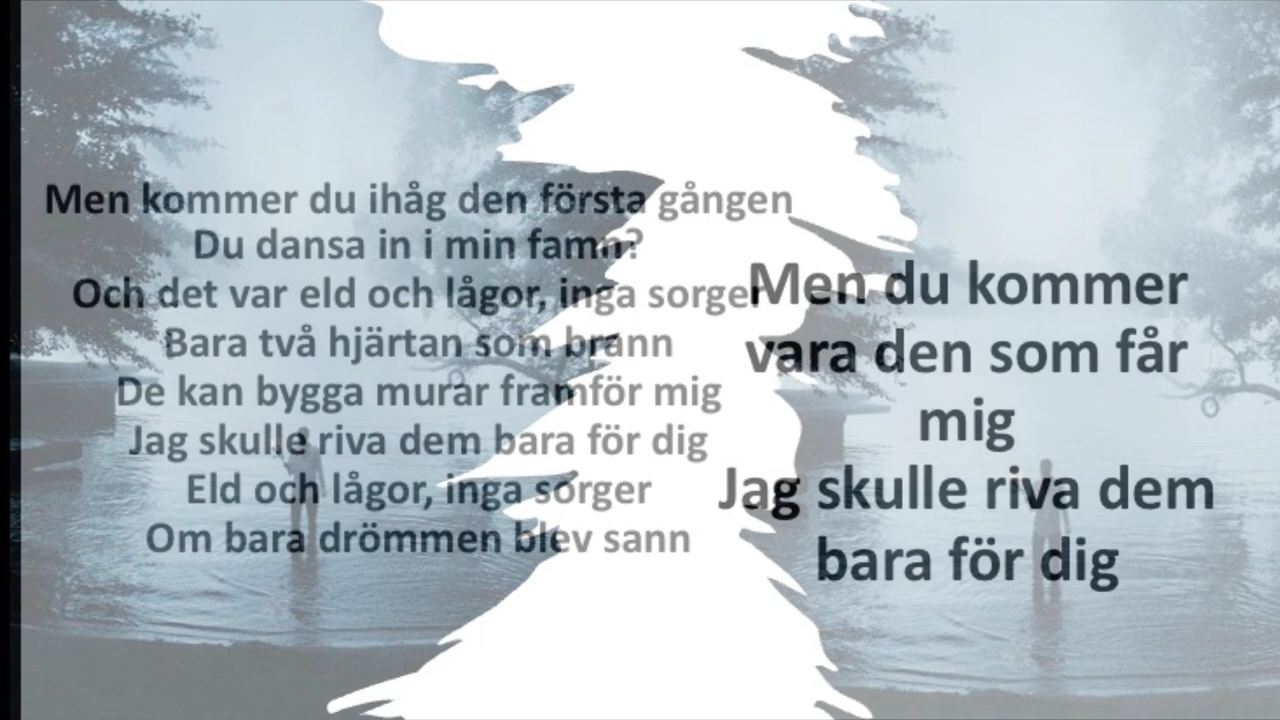 Men kommer du ihåg den första gången
Du dansa in i min famn?
Och det var eld och lågor, inga sorger
Bara två hjärtan som brann
De kan bygga murar framför mig
Jag skulle riva dem bara för dig
Eld och lågor, inga sorger
Om bara drömmen blev sann
Men du kommer
vara den som får
mig
Jag skulle riva dem
bara för dig